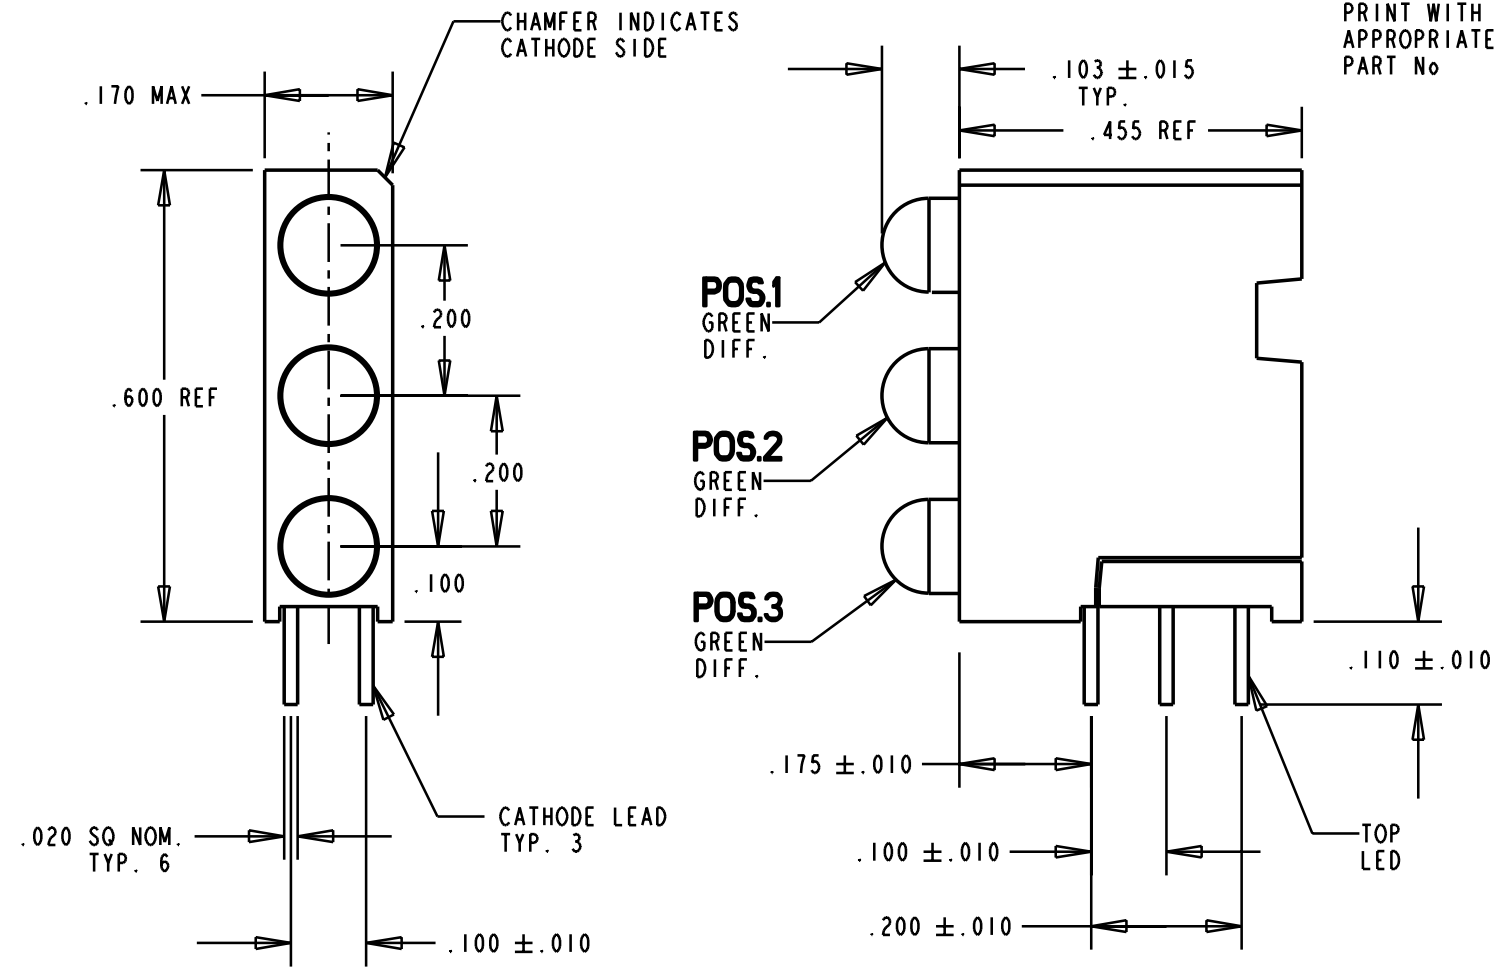 CHAMFER INDICATES
CATHODE SIDE
PRINT WITH
APPROPRIATE
PART No
.170 MAX
.103 ±.015
TYP.
.455 REF
POS.1
GREEN
DIFF.
.200
.600 REF
POS.2
GREEN
DIFF.
.200
.100
POS.3
GREEN
DIFF.
.110 ±.010
.175 ±.010
CATHODE LEAD
TYP. 3
.020 SQ NOM.
TYP. 6
TOP
LED
.100 ±.010
.200 ±.010
.100 ±.010